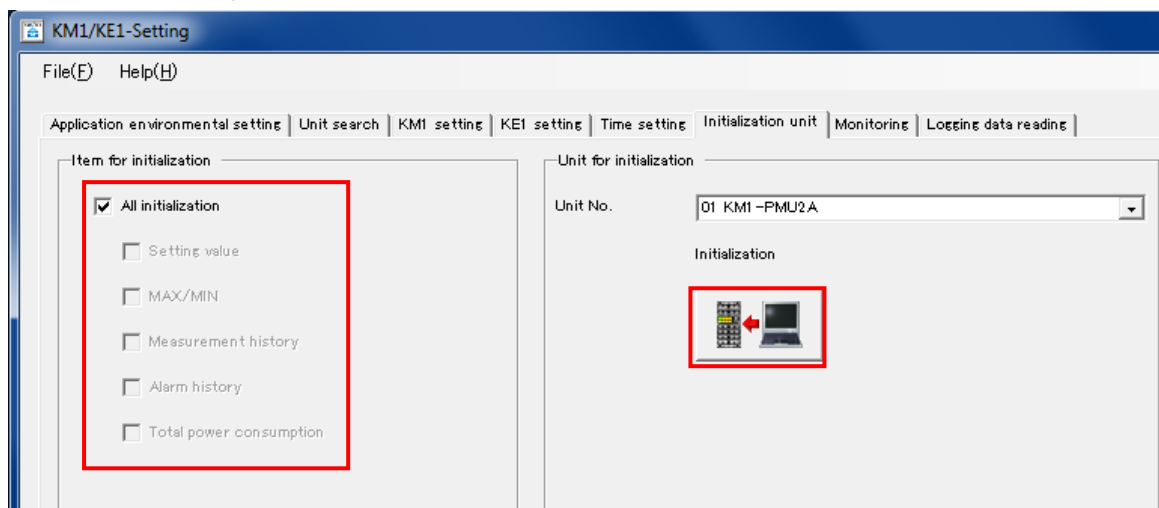 KM1/KE1-Setting
File(F) Help(H)
Application environmental setting Unit search KM1 setting KE1 setting Time setting Initialization unit Monitoring Logging data reading
Item for initialization
All initialization
Setting value
MAX/MIN
Measurement history
Alarm history
Total power consumption
Unit for initialization
Unit No. 01 KM1-PMU2A
Initialization